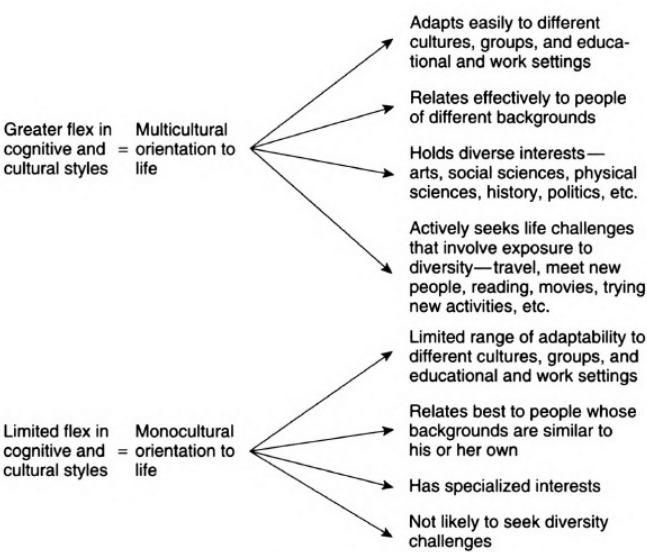 Adapts easily to different
cultures, groups, and educa-
tional and work settings
Greater flex in
cognitive and
cultural styles
=
Multicultural
orientation to
life
Relates effectively to people
of different backgrounds
Holds diverse interests—
arts, social sciences, physical
sciences, history, politics, etc.
Actively seeks life challenges
that involve exposure to
diversity—travel, meet new
people, reading, movies, trying
new activities, etc.
Limited range of adaptability to
different cultures, groups, and
educational and work settings
Limited flex in
cognitive and
cultural styles
=
Monocultural
orientation to
life
Relates best to people whose
backgrounds are similar to
his or her own
Has specialized interests
Not likely to seek diversity
challenges